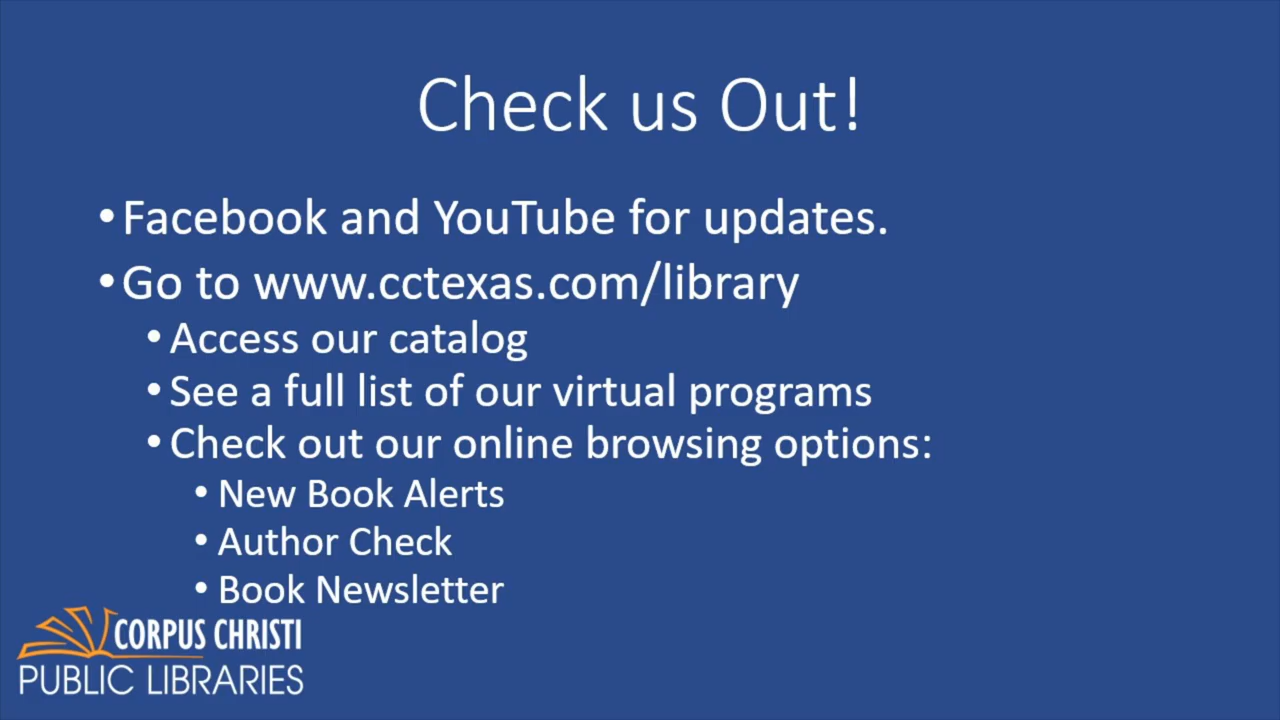 Check us Out!
•Facebook and YouTube for updates.
•Go to www.cctexas.com/library
•Access our catalog
•See a full list of our virtual programs
•Check out our online browsing options:
•New Book Alerts
•Author Check
•Book Newsletter
CORPUS CHRISTI
PUBLIC LIBRARIES